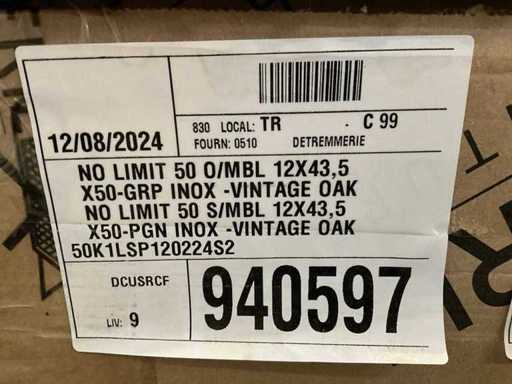 12/08/2024
830 LOCAL: TR - C 99
FOURN: 0510 DETREMMERIE
NO LIMIT 50 O/MBL 12X43,5
X50-GRP INOX -VINTAGE OAK
NO LIMIT 50 S/MBL 12X43,5
X50-PGN INOX -VINTAGE OAK
50K1LSP120224S2
DCUSRCF
LIV: 9
940597